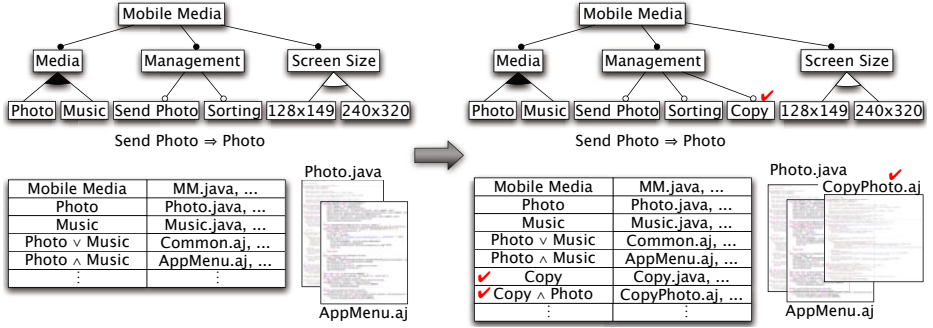 Mobile Media
Media Management Screen Size
Photo Music Send Photo Sorting 128x149 240x320
Send Photo ⇒ Photo
Mobile Media MM.java, ...
Photo Photo.java, ...
Music Music.java, ...
Photo ∨ Music Common.aj, ...
Photo ∧ Music AppMenu.aj, ...
⋮ ⋮
Photo.java
AppMenu.aj
Mobile Media
Media Management Screen Size
Photo Music Send Photo Sorting Copy ✔ 128x149 240x320
Send Photo ⇒ Photo
Mobile Media MM.java, ...
Photo Photo.java, ...
Music Music.java, ...
Photo ∨ Music Common.aj, ...
Photo ∧ Music AppMenu.aj, ...
✔ Copy Copy.java, ...
✔ Copy ∧ Photo CopyPhoto.aj, ...
⋮ ⋮
Photo.java
✔
CopyPhoto.aj
AppMenu.aj